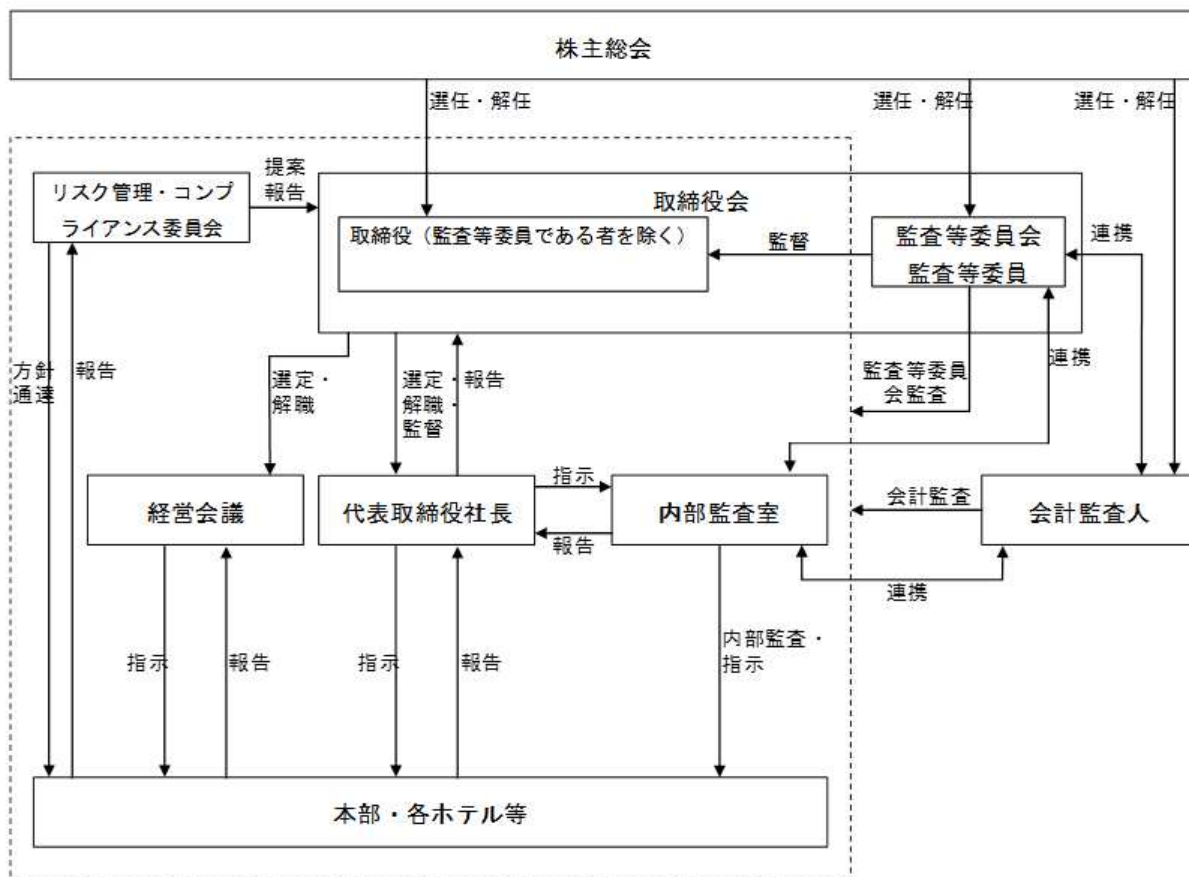 株主総会
選任・解任
選任・解任
選任・解任
リスク管理・コンプ
ライアンス委員会
提案
報告
取締役会
取締役（監査等委員である者を除く）
監督
監査等委員会
監査等委員
連携
方針
通達
報告
選定・
解職
選定・
解職・
監督
報告
監査等委員
会監査
連携
経営会議
代表取締役社長
指示
報告
内部監査室
会計監査
会計監査人
連携
指示
報告
指示
報告
内部監査・
指示
本部・各ホテル等